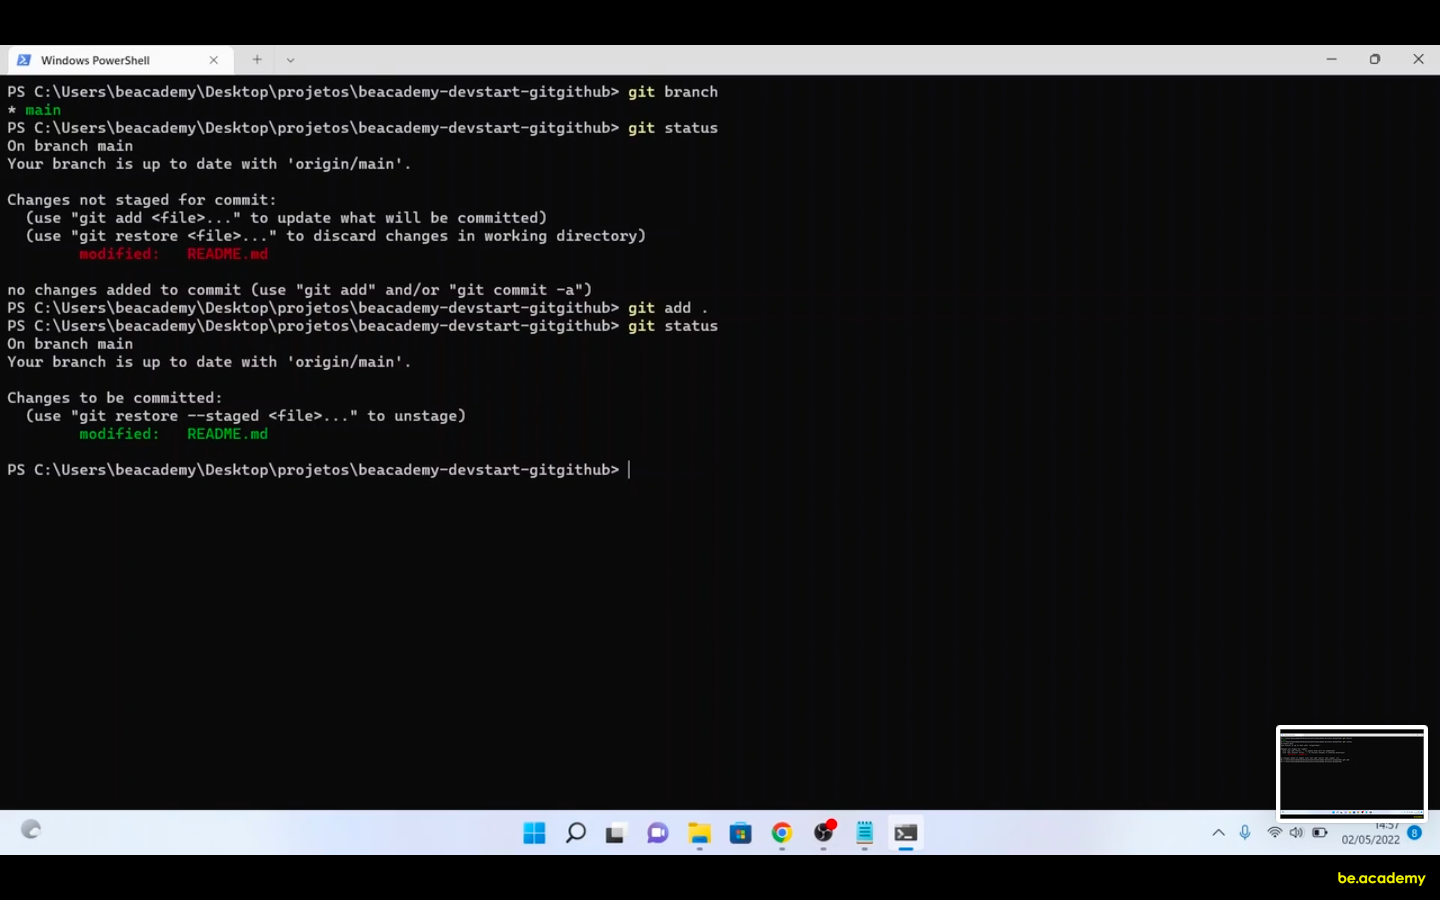 Windows PowerShell
PS C:\Users\beacademy\Desktop\projetos\beacademy-devstart-gitgithub> git branch
* main
PS C:\Users\beacademy\Desktop\projetos\beacademy-devstart-gitgithub> git status
On branch main
Your branch is up to date with 'origin/main'.
Changes not staged for commit:
(use "git add <file>..." to update what will be committed)
(use "git restore <file>..." to discard changes in working directory)
modified: README.md
no changes added to commit (use "git add" and/or "git commit -a")
PS C:\Users\beacademy\Desktop\projetos\beacademy-devstart-gitgithub> git add .
PS C:\Users\beacademy\Desktop\projetos\beacademy-devstart-gitgithub> git status
On branch main
Your branch is up to date with 'origin/main'.
Changes to be committed:
(use "git restore --staged <file>..." to unstage)
modified: README.md
PS C:\Users\beacademy\Desktop\projetos\beacademy-devstart-gitgithub>
14:57
02/05/2022
8
be.academy